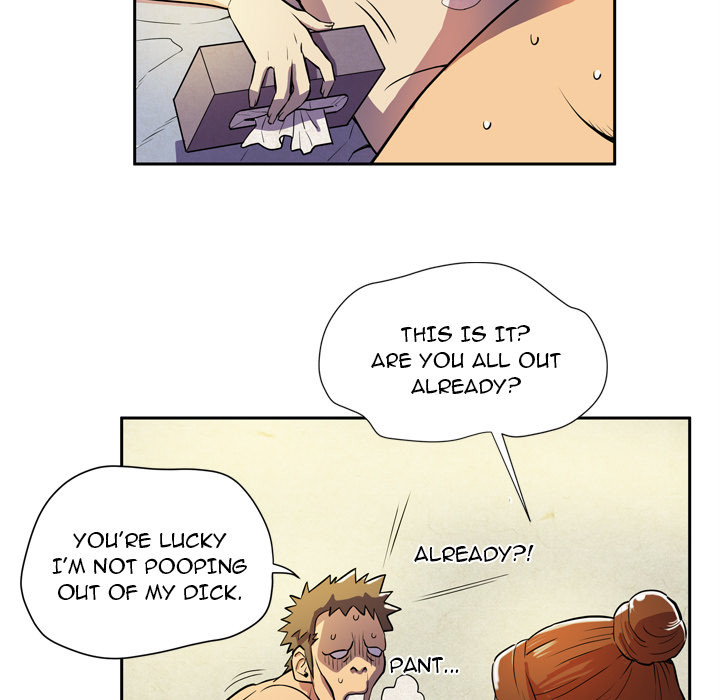 THIS IS IT?
ARE YOU ALL OUT
ALREADY?
YOU'RE LUCKY
I'M NOT POOPING
OUT OF MY DICK.
ALREADY?!
PANT...